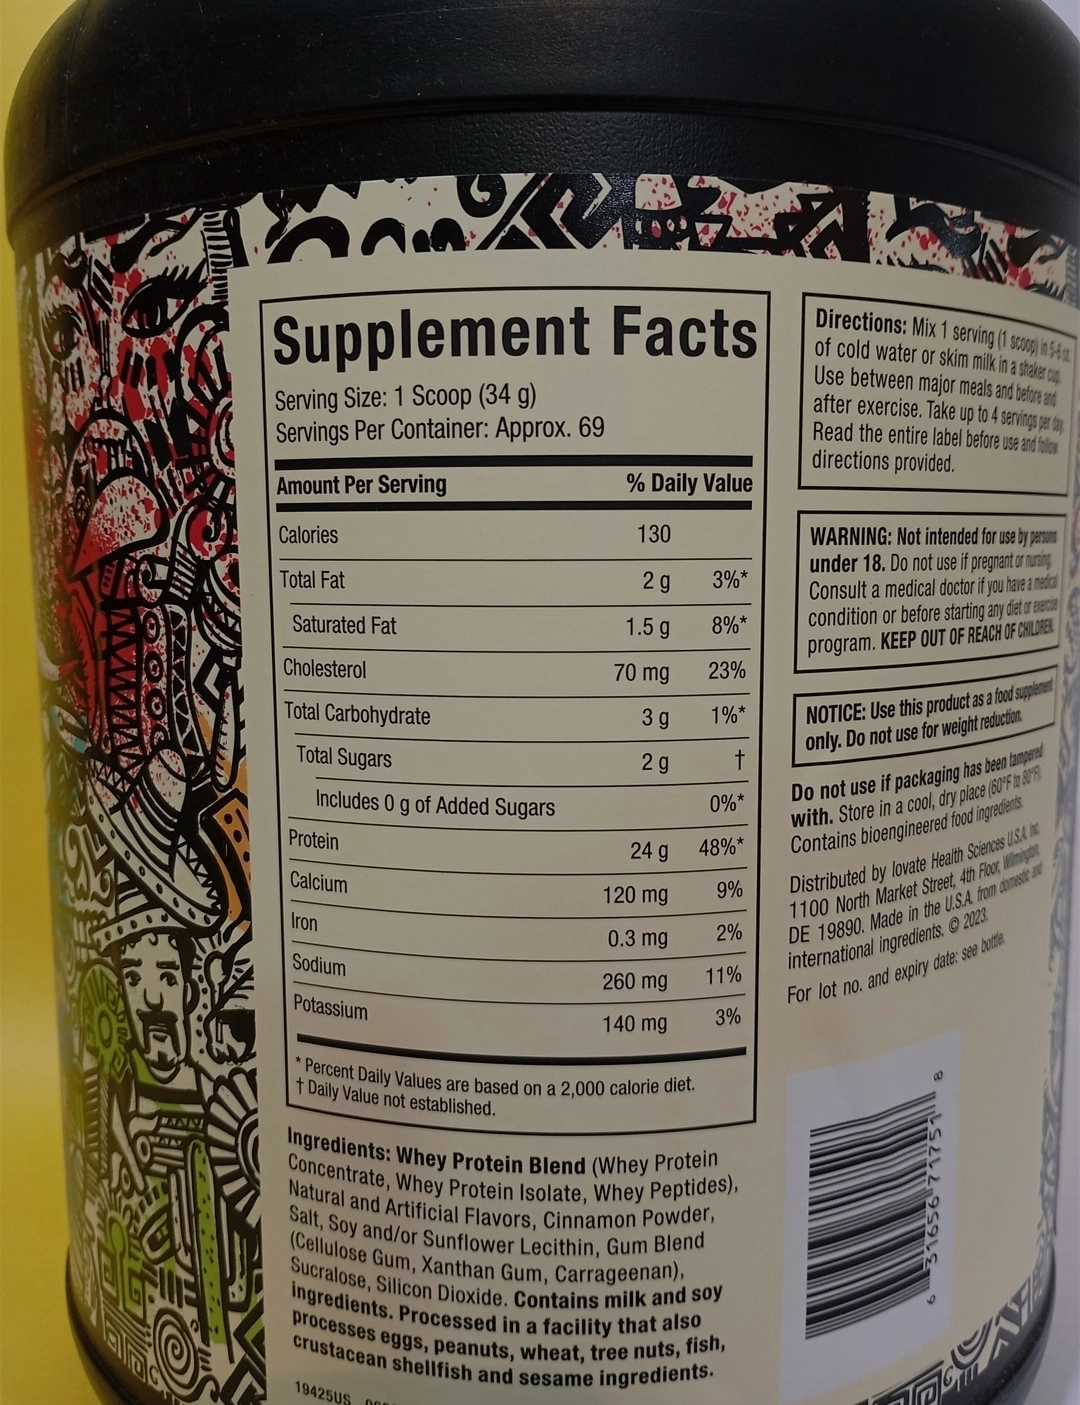 Supplement Facts
Serving Size: 1 Scoop (34 g)
Servings Per Container: Approx. 69
Amount Per Serving % Daily Value
Calories 130
Total Fat 2 g 3%*
Saturated Fat 1.5 g 8%*
Cholesterol 70 mg 23%
Total Carbohydrate 3 g 1%*
Total Sugars 2 g †
Includes 0 g of Added Sugars 0%*
Protein 24 g 48%*
Calcium 120 mg 9%
Iron 0.3 mg 2%
Sodium 260 mg 11%
Potassium 140 mg 3%
* Percent Daily Values are based on a 2,000 calorie diet.
† Daily Value not established.
Ingredients: Whey Protein Blend (Whey Protein
Concentrate, Whey Protein Isolate, Whey Peptides),
Natural and Artificial Flavors, Cinnamon Powder,
Salt, Soy and/or Sunflower Lecithin, Gum Blend
(Cellulose Gum, Xanthan Gum, Carrageenan),
Sucralose, Silicon Dioxide. Contains milk and soy
ingredients. Processed in a facility that also
processes eggs, peanuts, wheat, tree nuts, fish,
crustacean shellfish and sesame ingredients.
19425US
Directions: Mix 1 serving (1 scoop) in 5-6 oz.
of cold water or skim milk in a shaker cup.
Use between major meals and before and
after exercise. Take up to 4 servings per day.
Read the entire label before use and follow
directions provided.
WARNING: Not intended for use by persons
under 18. Do not use if pregnant or nursing.
Consult a medical doctor if you have a medical
condition or before starting any diet or exercise
program. KEEP OUT OF REACH OF CHILDREN.
NOTICE: Use this product as a food supplement
only. Do not use for weight reduction.
Do not use if packaging has been tampered
with. Store in a cool, dry place (60°F to 80°F).
Contains bioengineered food ingredients.
Distributed by Iovate Health Sciences U.S.A. Inc.
1100 North Market Street, 4th Floor, Wilmington,
DE 19890. Made in the U.S.A. from domestic and
international ingredients. © 2023.
For lot no. and expiry date: see bottle.
6 31656 71751 8